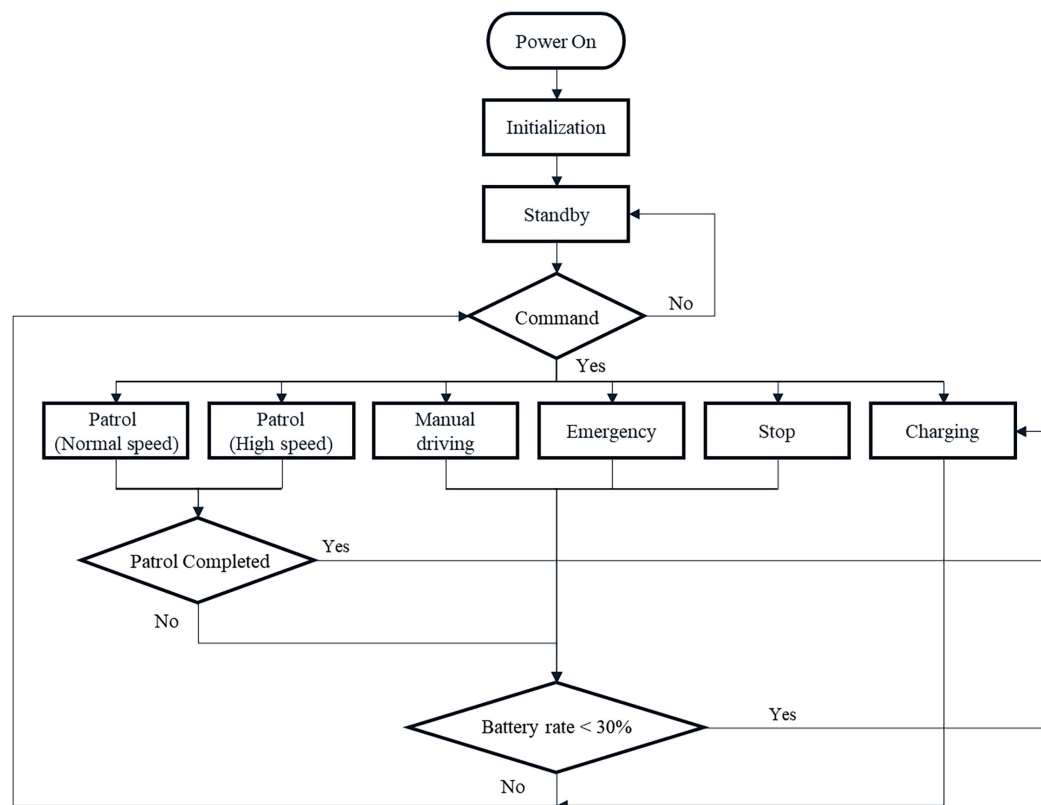 Power On
Initialization
Standby
No
Command
Yes
Patrol
(Normal speed)
Patrol
(High speed)
Manual
driving
Emergency
Stop
Charging
Patrol Completed
Yes
No
Battery rate < 30%
Yes
No